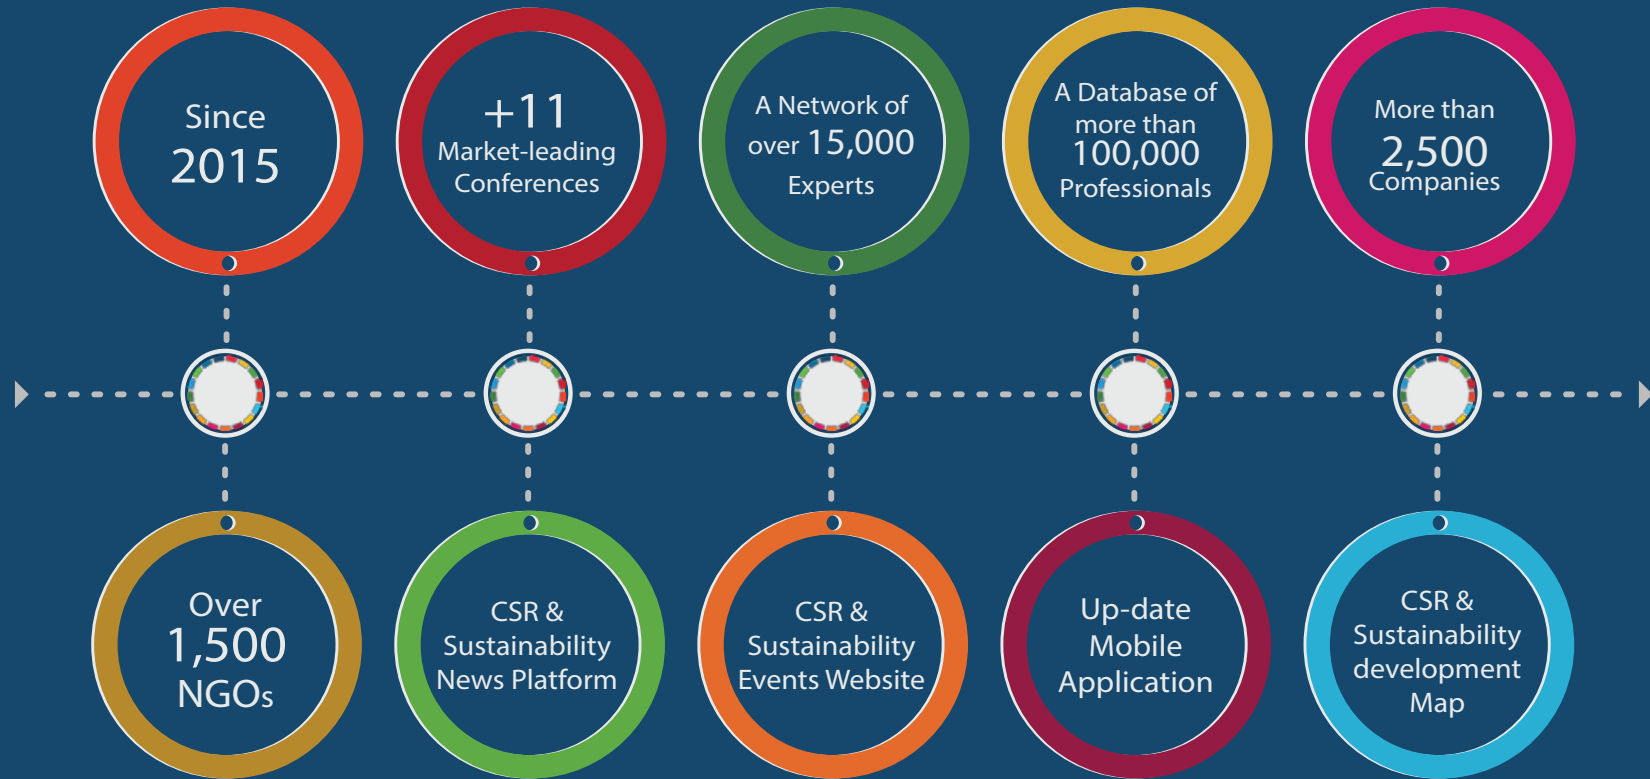 Since
2015
+11
Market-leading
Conferences
A Network of
over 15,000
Experts
A Database of
more than
100,000
Professionals
More than
2,500
Companies
Over
1,500
NGOs
CSR &
Sustainability
News Platform
CSR &
Sustainability
Events Website
Up-date
Mobile
Application
CSR &
Sustainability
development
Map